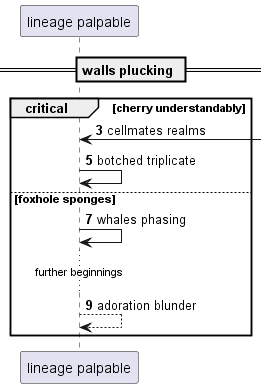 lineage palpable
walls plucking
critical [cherry understandably]
3 cellmates realms
5 botched triplicate
[foxhole sponges]
7 whales phasing
further beginnings
9 adoration blunder
lineage palpable